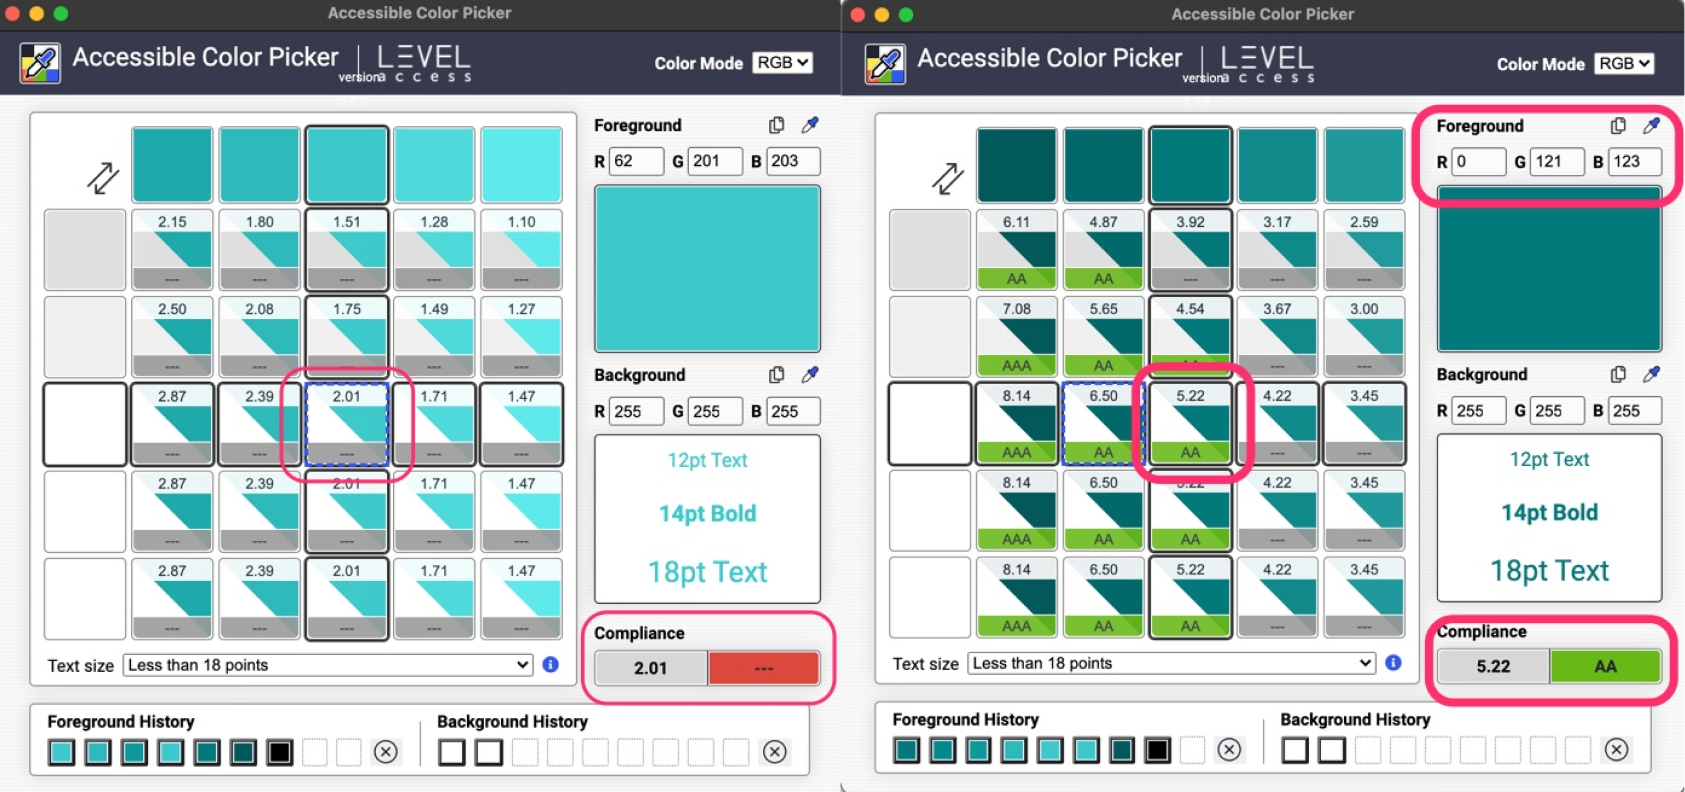 Accessible Color Picker
Accessible Color Picker
version
LEVEL
access
Color Mode
RGB
Foreground
R 62 G 201 B 203
2.15 1.80 1.51 1.28 1.10
--- --- --- --- ---
2.50 2.08 1.75 1.49 1.27
--- --- --- --- ---
Background
R 255 G 255 B 255
2.87 2.39 2.01 1.71 1.47
--- --- --- --- ---
12pt Text
2.87 2.39 2.01 1.71 1.47
14pt Bold
--- --- --- --- ---
2.87 2.39 2.01 1.71 1.47
18pt Text
--- --- --- --- ---
Compliance
2.01 ---
Text size Less than 18 points
Foreground History
Background History
Accessible Color Picker
Accessible Color Picker
version
LEVEL
access
Color Mode
RGB
Foreground
R 0 G 121 B 123
6.11 4.87 3.92 3.17 2.59
AA AA --- --- ---
7.08 5.65 4.54 3.67 3.00
AAA AA AA --- ---
Background
R 255 G 255 B 255
8.14 6.50 5.22 4.22 3.45
AAA AA AA --- ---
12pt Text
8.14 6.50 5.22 4.22 3.45
14pt Bold
AAA AA AA --- ---
8.14 6.50 5.22 4.22 3.45
18pt Text
AAA AA AA --- ---
Compliance
5.22 AA
Text size Less than 18 points
Foreground History
Background History